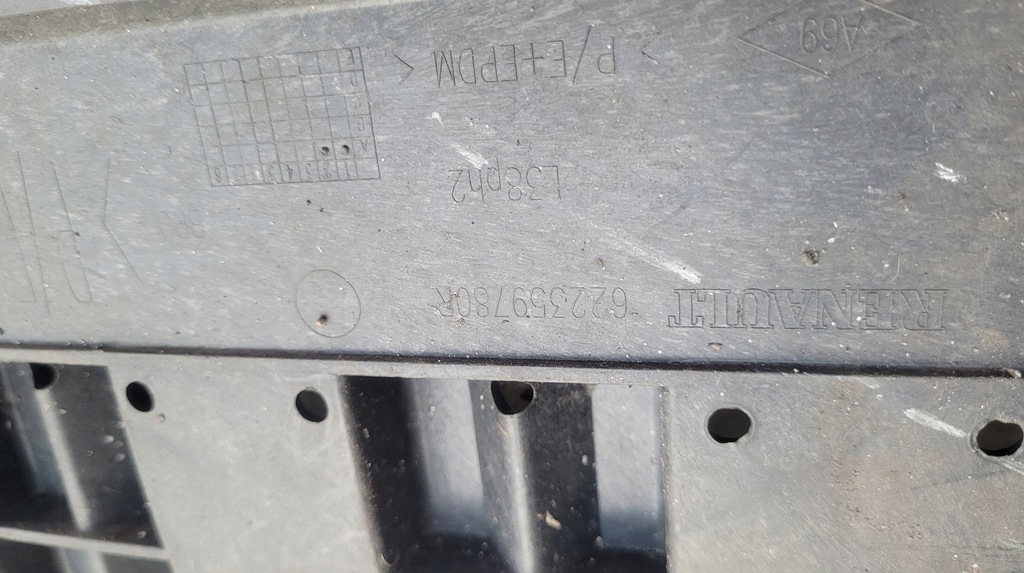 RENAULT 622359780R
L38ph2
> P/E+EPDM <
A69